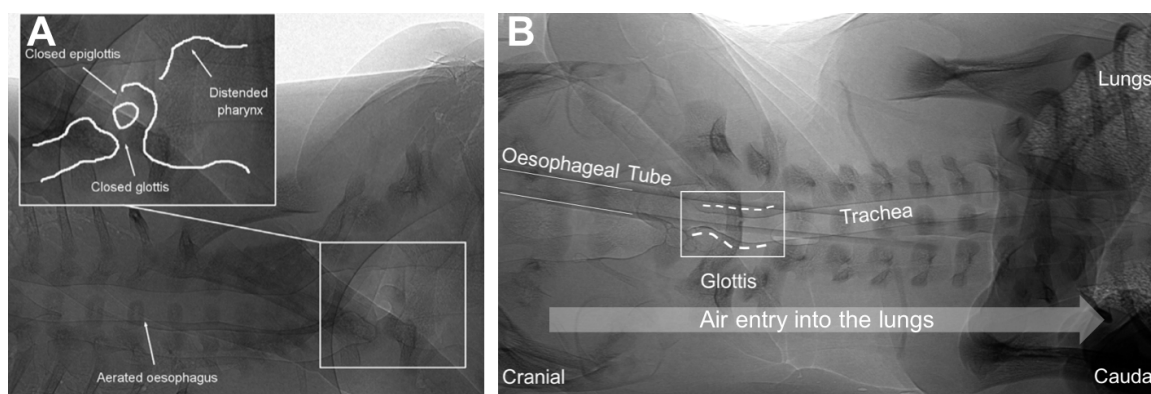 A
Closed epiglottis
Distended
pharynx
Closed glottis
Aerated oesophagus
B
Lungs
Oesophageal Tube
Trachea
Glottis
Air entry into the lungs
Cranial
Cauda